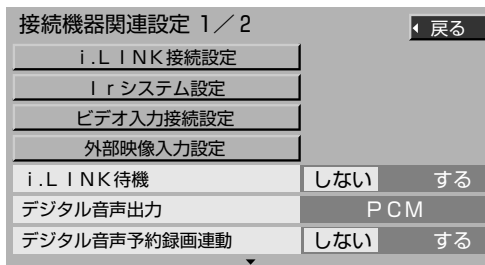 接続機器関連設定 1／2
戻る
i.LINK接続設定
Irシステム設定
ビデオ入力接続設定
外部映像入力設定
i.LINK待機 しない する
デジタル音声出力 PCM
デジタル音声予約録画連動 しない する